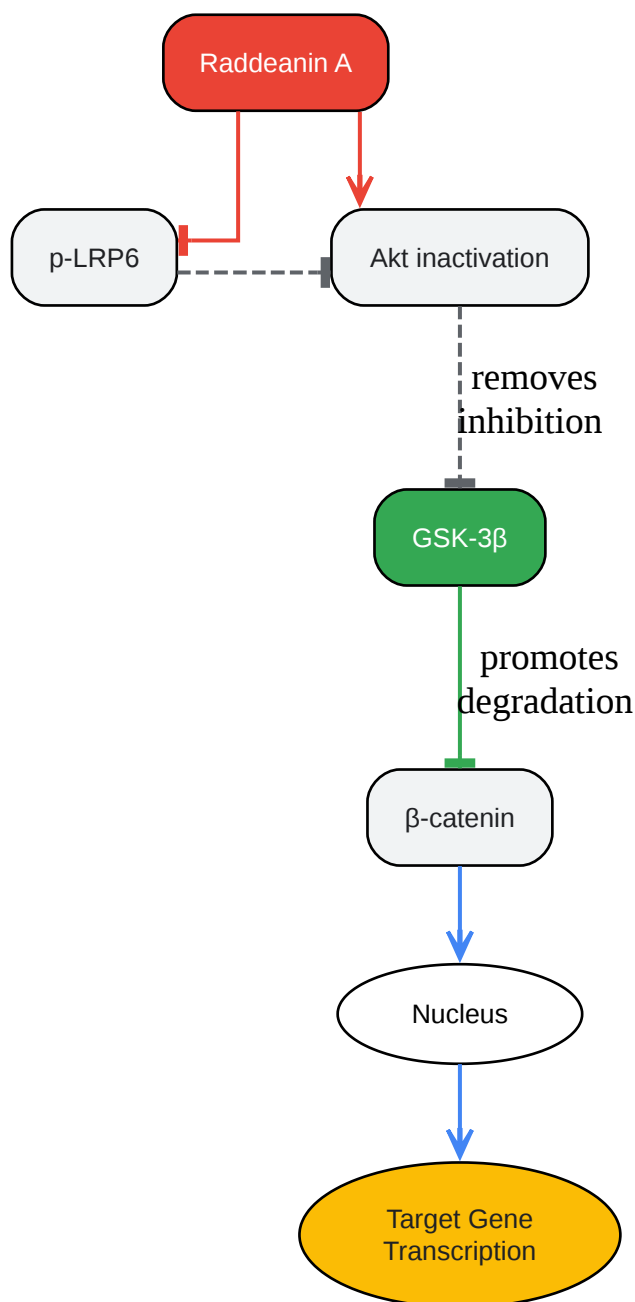 Raddeanin A
p-LRP6
Akt inactivation
removes
inhibition
GSK-3β
promotes
degradation
β-catenin
Nucleus
Target Gene
Transcription